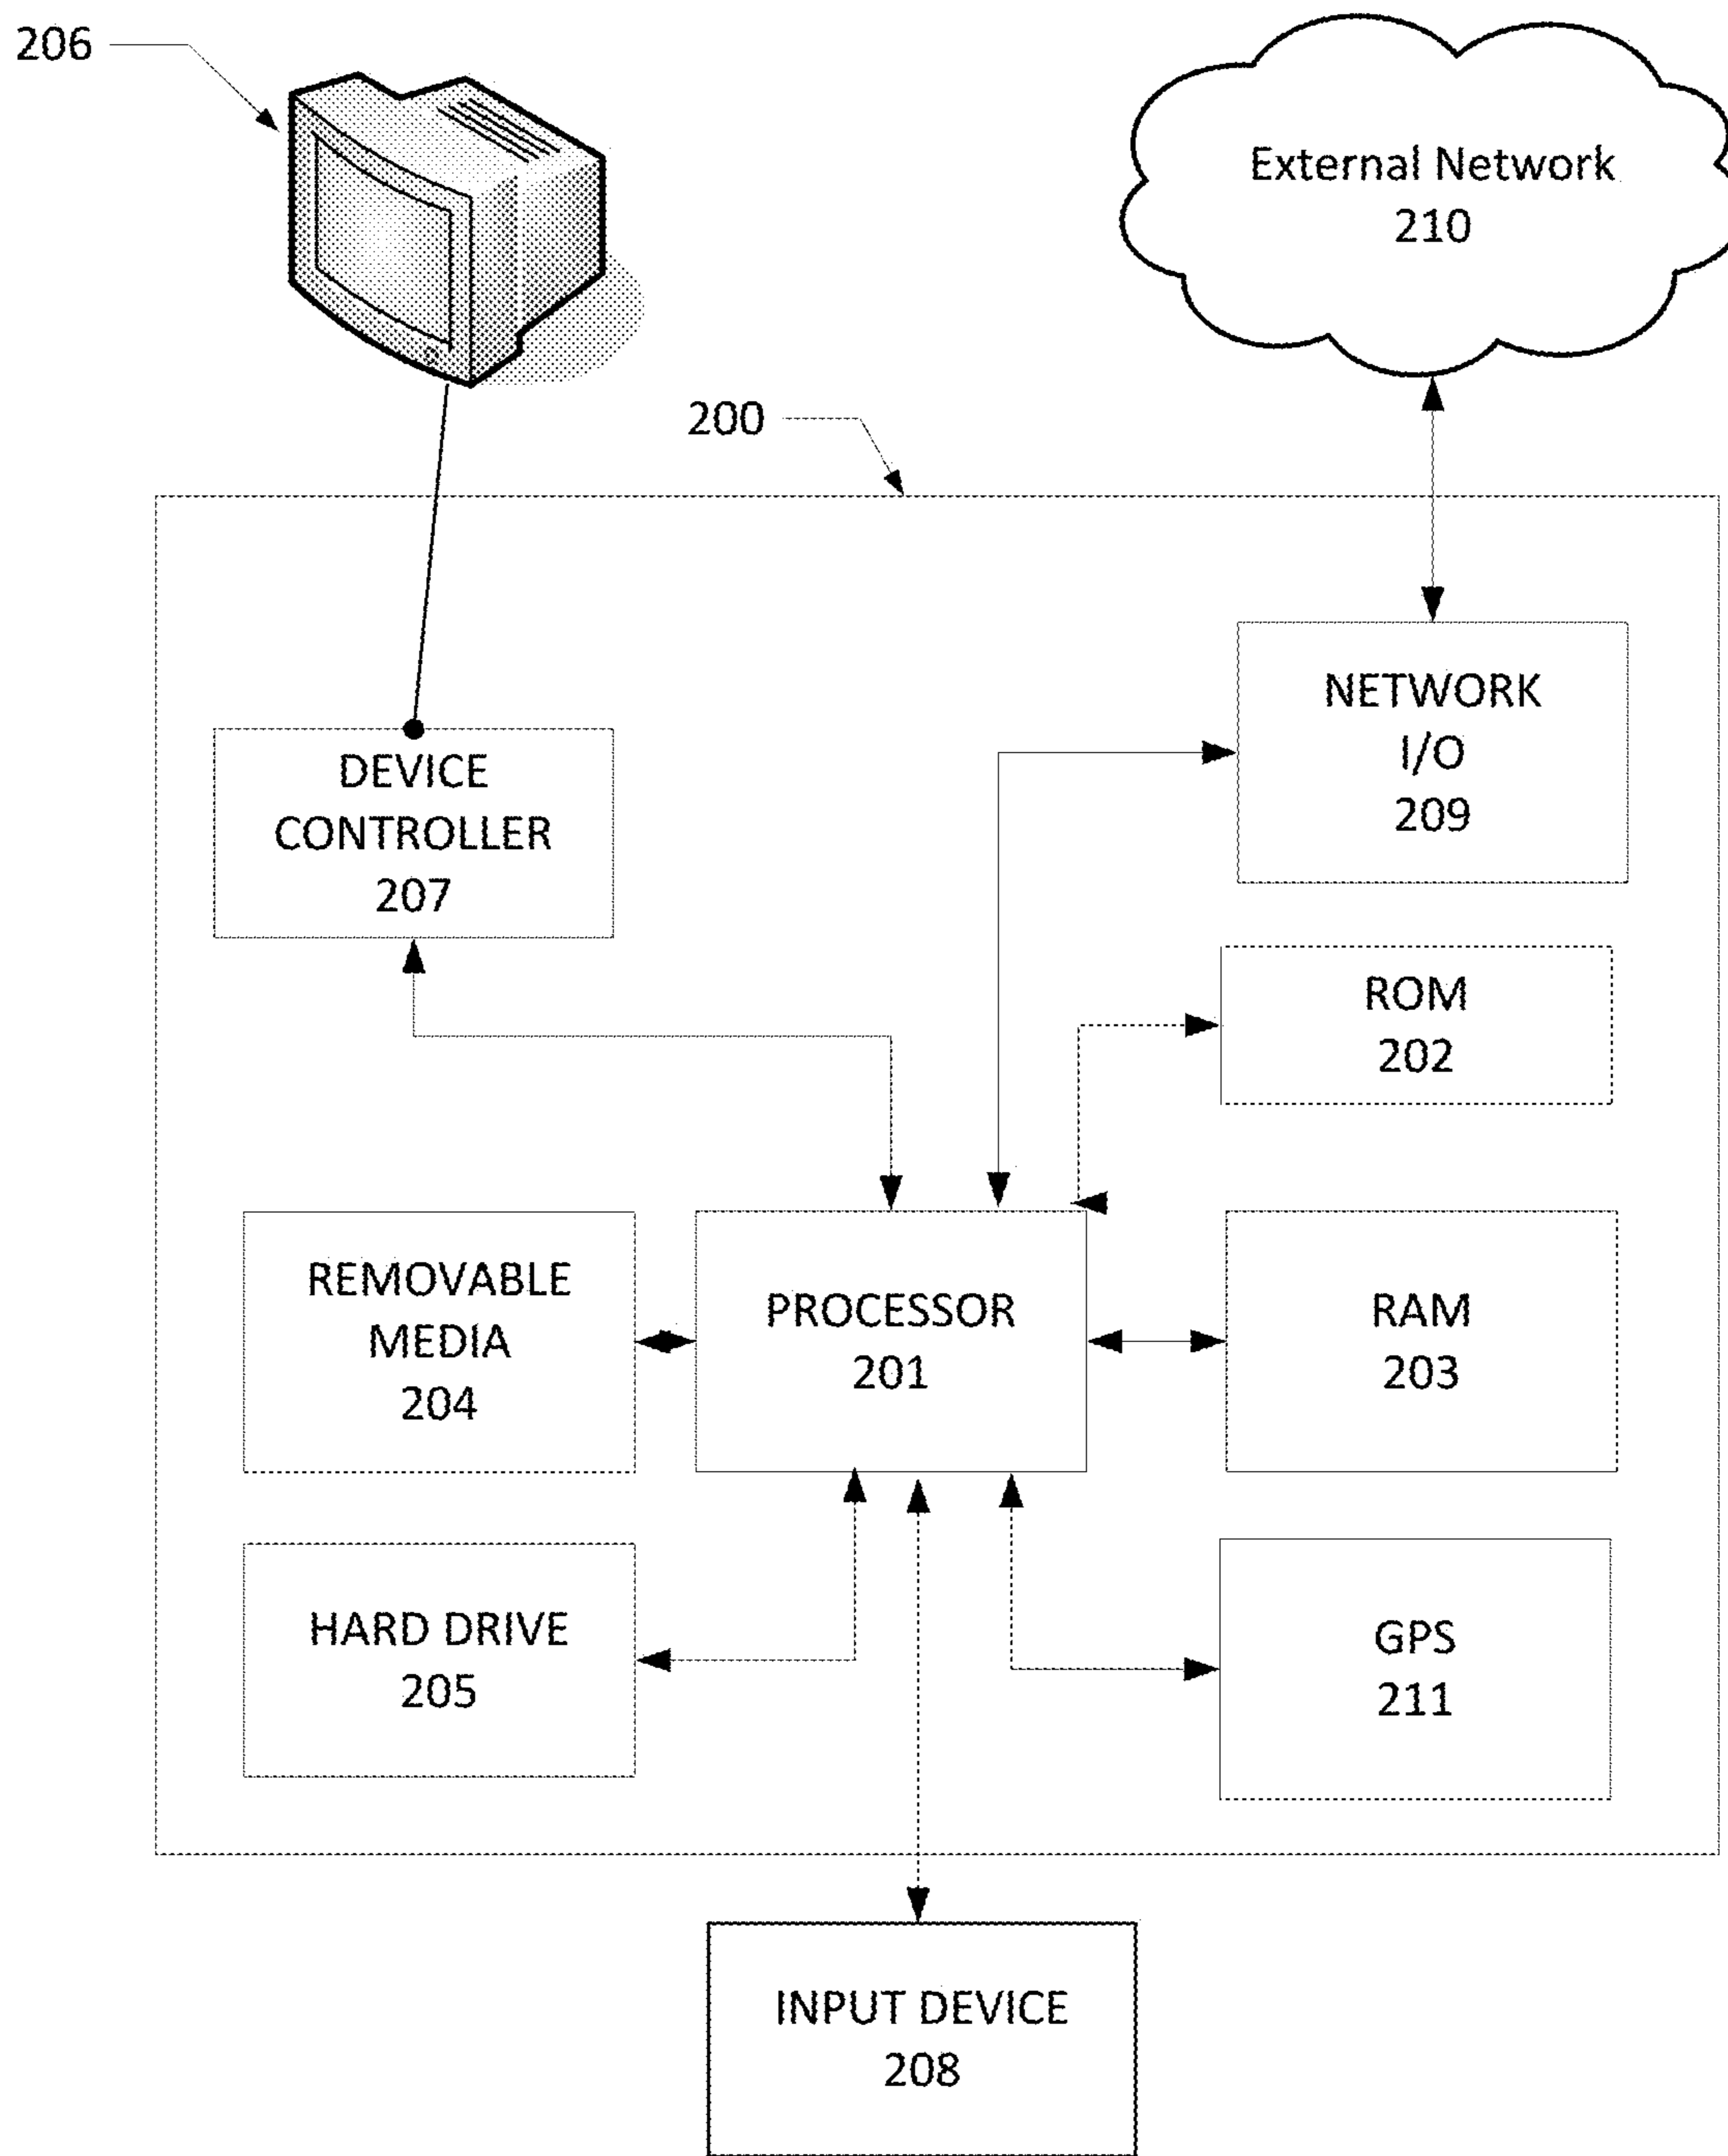 206
External Network
210
200
NETWORK
I/O
209
DEVICE
CONTROLLER
207
ROM
202
REMOVABLE
MEDIA
204
PROCESSOR
201
RAM
203
HARD DRIVE
205
GPS
211
INPUT DEVICE
208